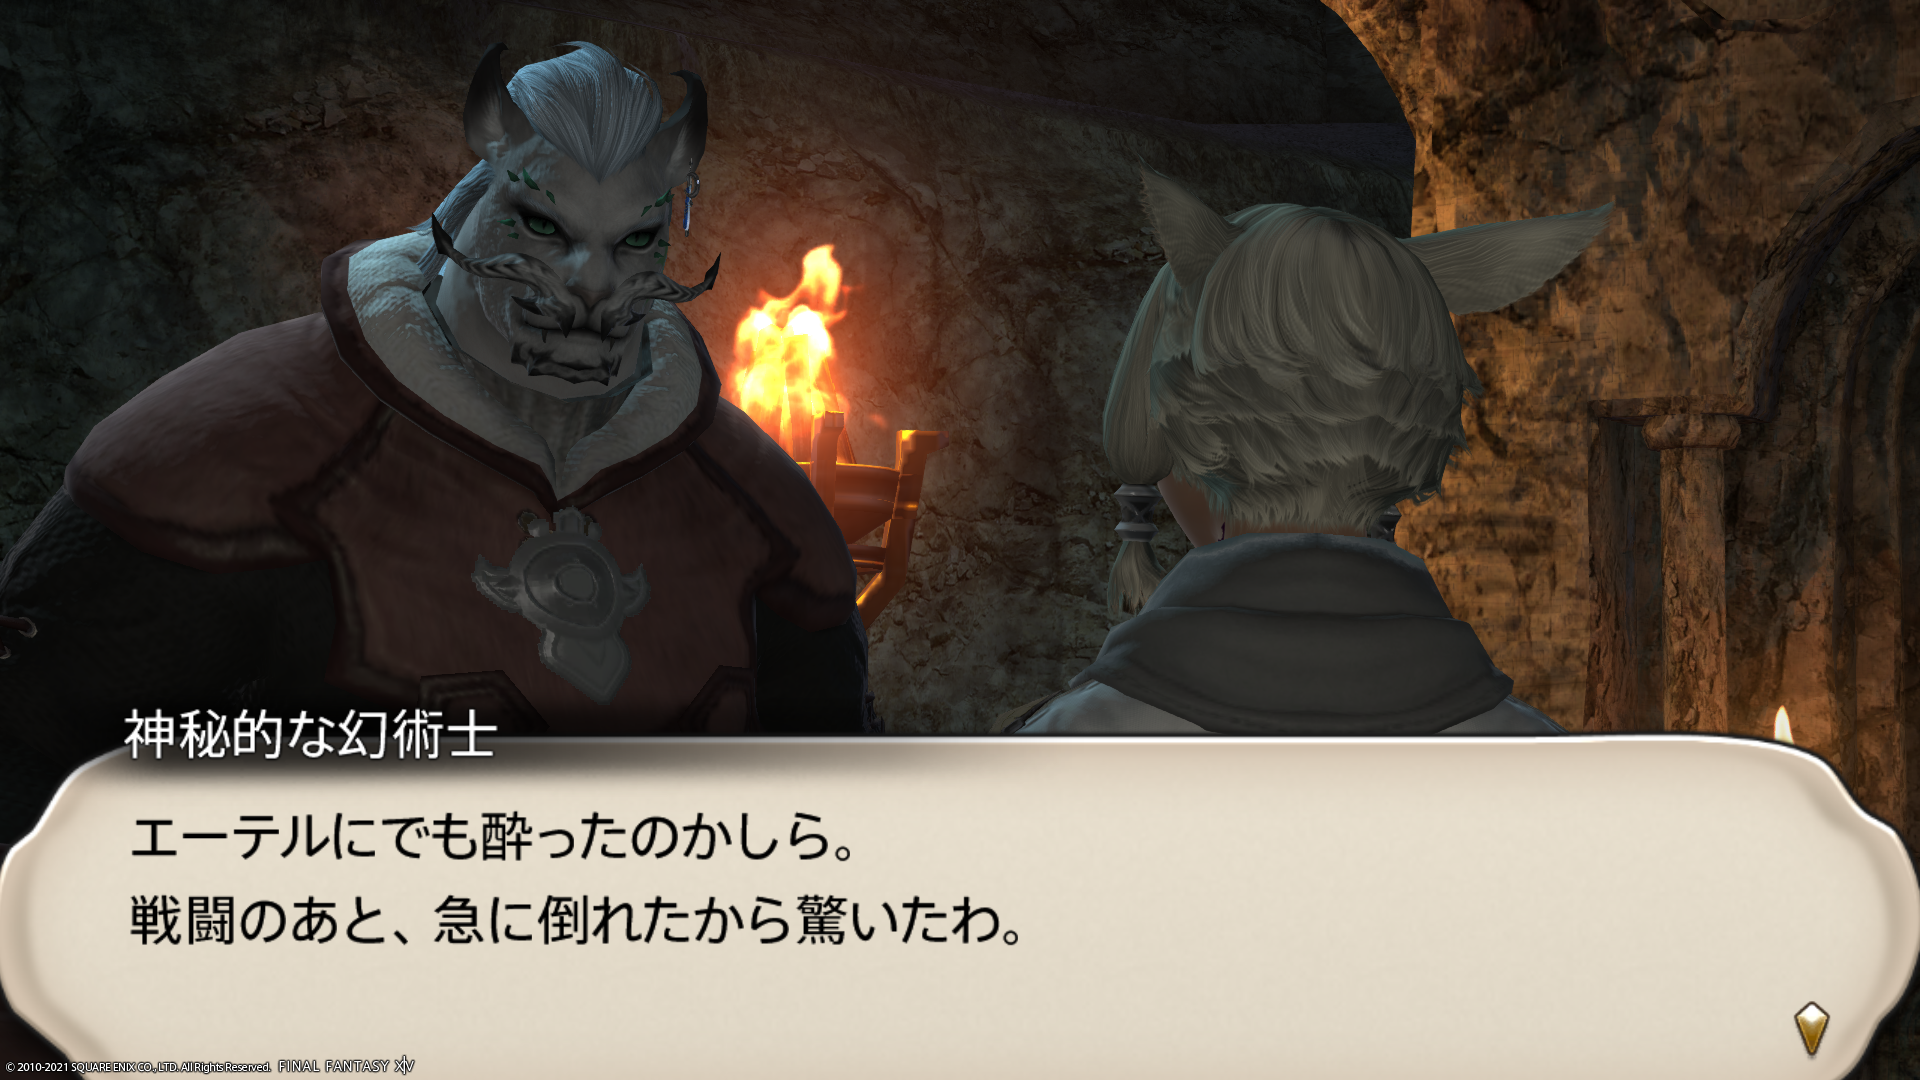 神秘的な幻術士
エーテルにでも酔ったのかしら。
戦闘のあと、急に倒れたから驚いたわ。
© 2010-2021 SQUARE ENIX CO., LTD. All Rights Reserved. FINAL FANTASY XIV